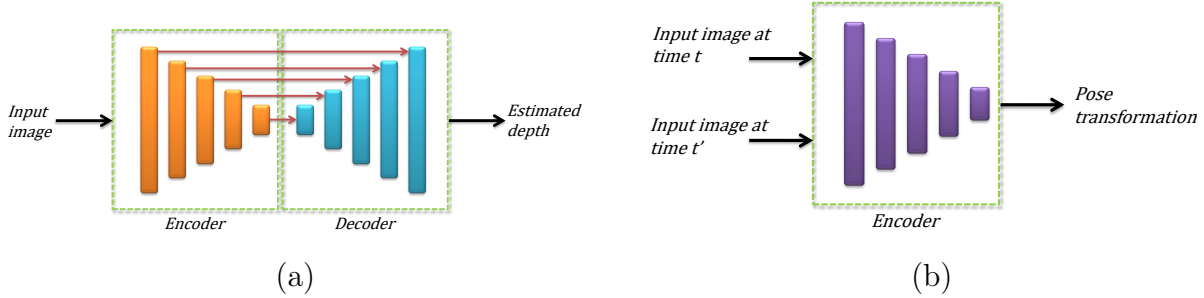 Input
image
Encoder
Decoder
Estimated
depth
(a)
Input image at
time t
Input image at
time t'
Encoder
Pose
transformation
(b)